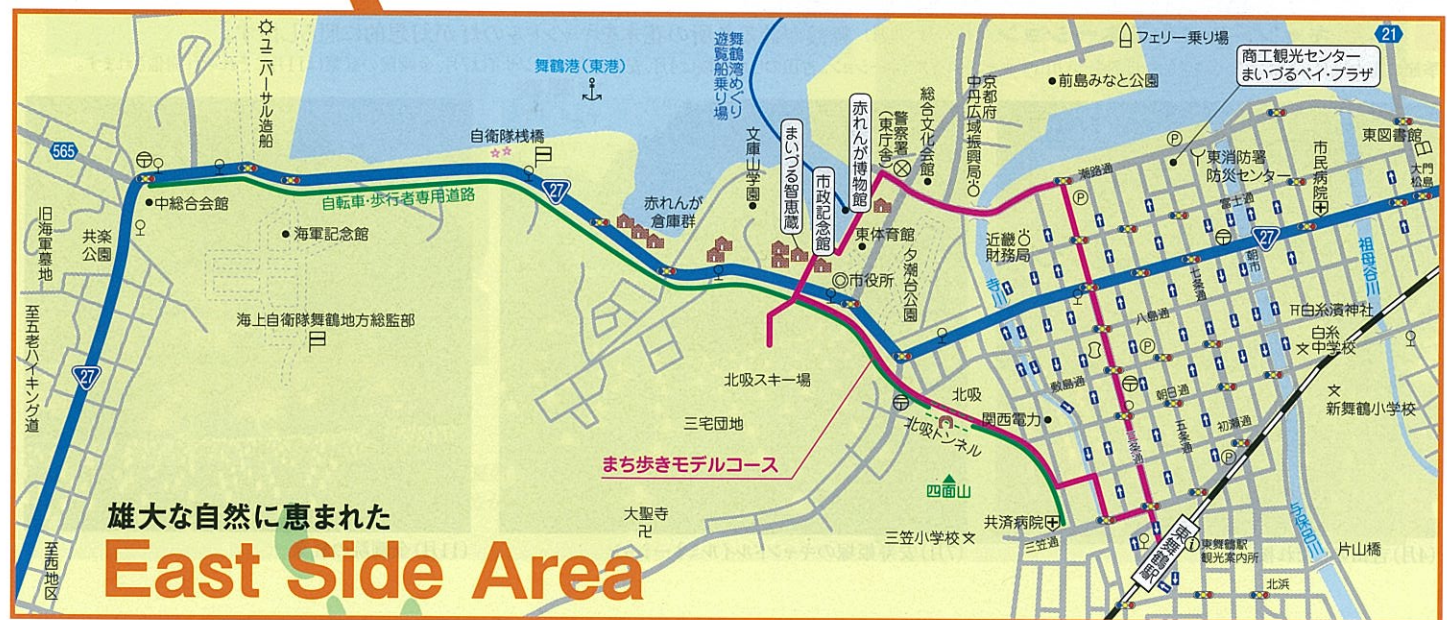 ユニバーサル造船
舞鶴港(東港)
舞鶴湾めぐり
遊覧船乗り場
フェリー乗り場
21
商工観光センター
まいづるベイ・プラザ
前島みなと公園
京都府
中丹広域振興局
総合文化会館
警察署
(東庁舎)
赤れんが博物館
文庫山学園
まいづる智恵蔵
市政記念館
東図書館
市民病院
東消防署
防災センター
大門
松島
潮路通
富士通
565
自衛隊桟橋
27
自転車・歩行者専用道路
中総合会館
旧海軍墓地
共楽
公園
海軍記念館
赤れんが
倉庫群
東体育館
市役所
夕潮台公園
近畿
財務局
寺川
27
七条通
朝市
祖母谷川
八島通
白糸濱神社
白糸
中学校
海上自衛隊舞鶴地方総監部
至五老ハイキング道
27
北吸スキー場
三宅団地
北吸
北吸トンネル
関西電力
敷島通
朝日通
三条通
五条通
初瀬通
新舞鶴小学校
まち歩きモデルコース
四面山
大聖寺
三笠小学校
共済病院
三笠通
東舞鶴駅
東舞鶴駅
観光案内所
与保呂川
片山橋
北浜
至西地区
雄大な自然に恵まれた
East Side Area